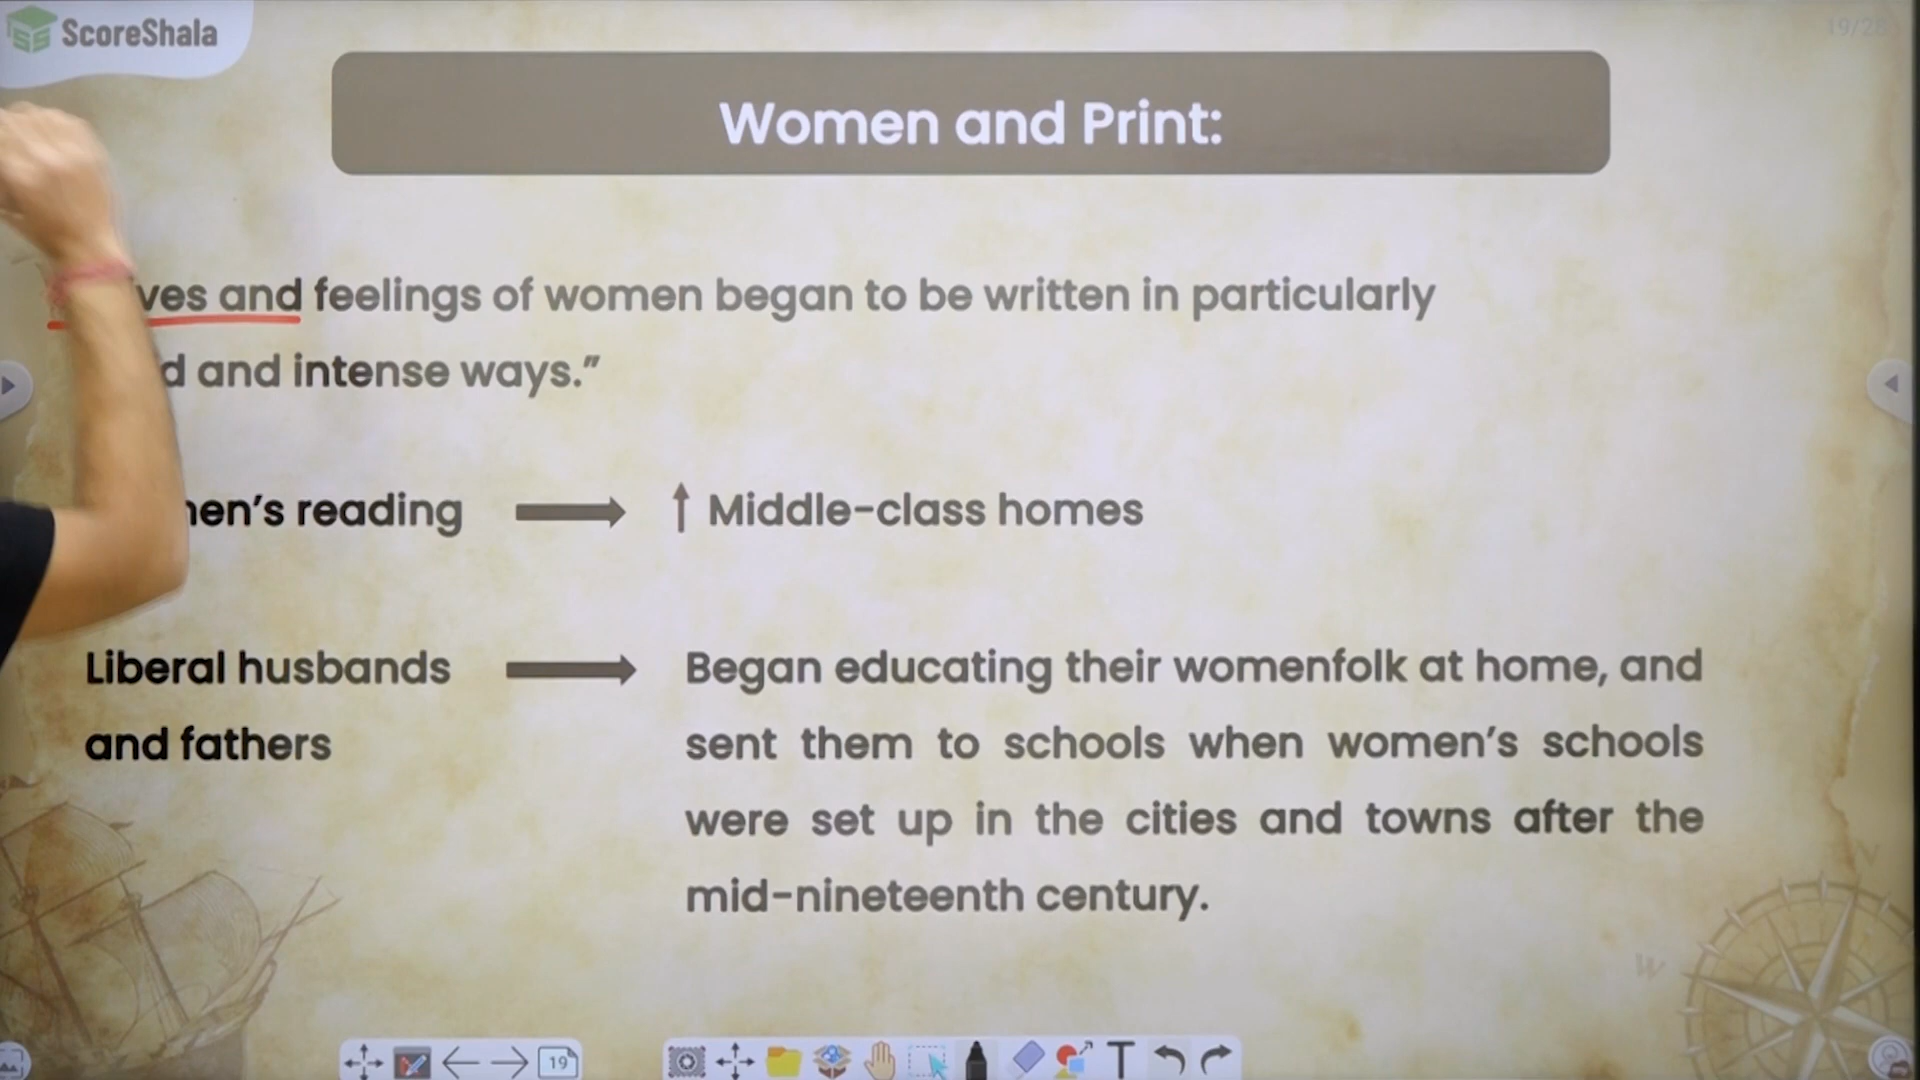 ScoreShala
19/28
Women and Print:
and feelings of women began to be written in particularly
and intense ways.”
reading
↑ Middle-class homes
Liberal husbands
and fathers
Began educating their womenfolk at home, and
sent them to schools when women’s schools
were set up in the cities and towns after the
mid-nineteenth century.
W
19
T